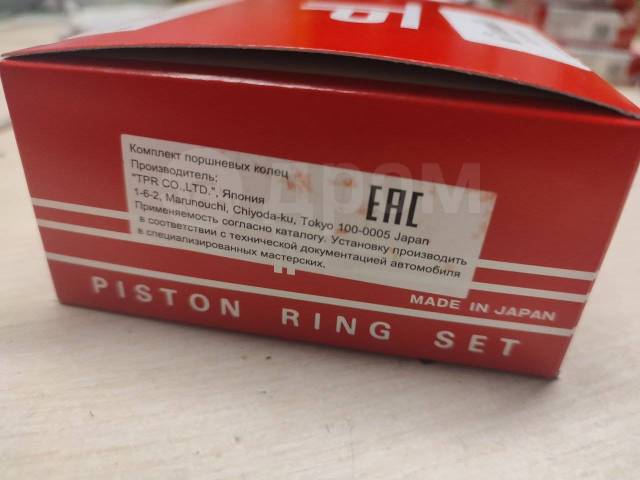 Комплект поршневых колец
Производитель:
"TPR CO.,LTD.", Япония
1-6-2, Marunouchi, Chiyoda-ku, Tokyo 100-0005 Japan
Применяемость согласно каталогу. Установку производить
в соответствии с технической документацией автомобиля
в специализированных мастерских.
EAC
дром
MADE IN JAPAN
PISTON RING SET